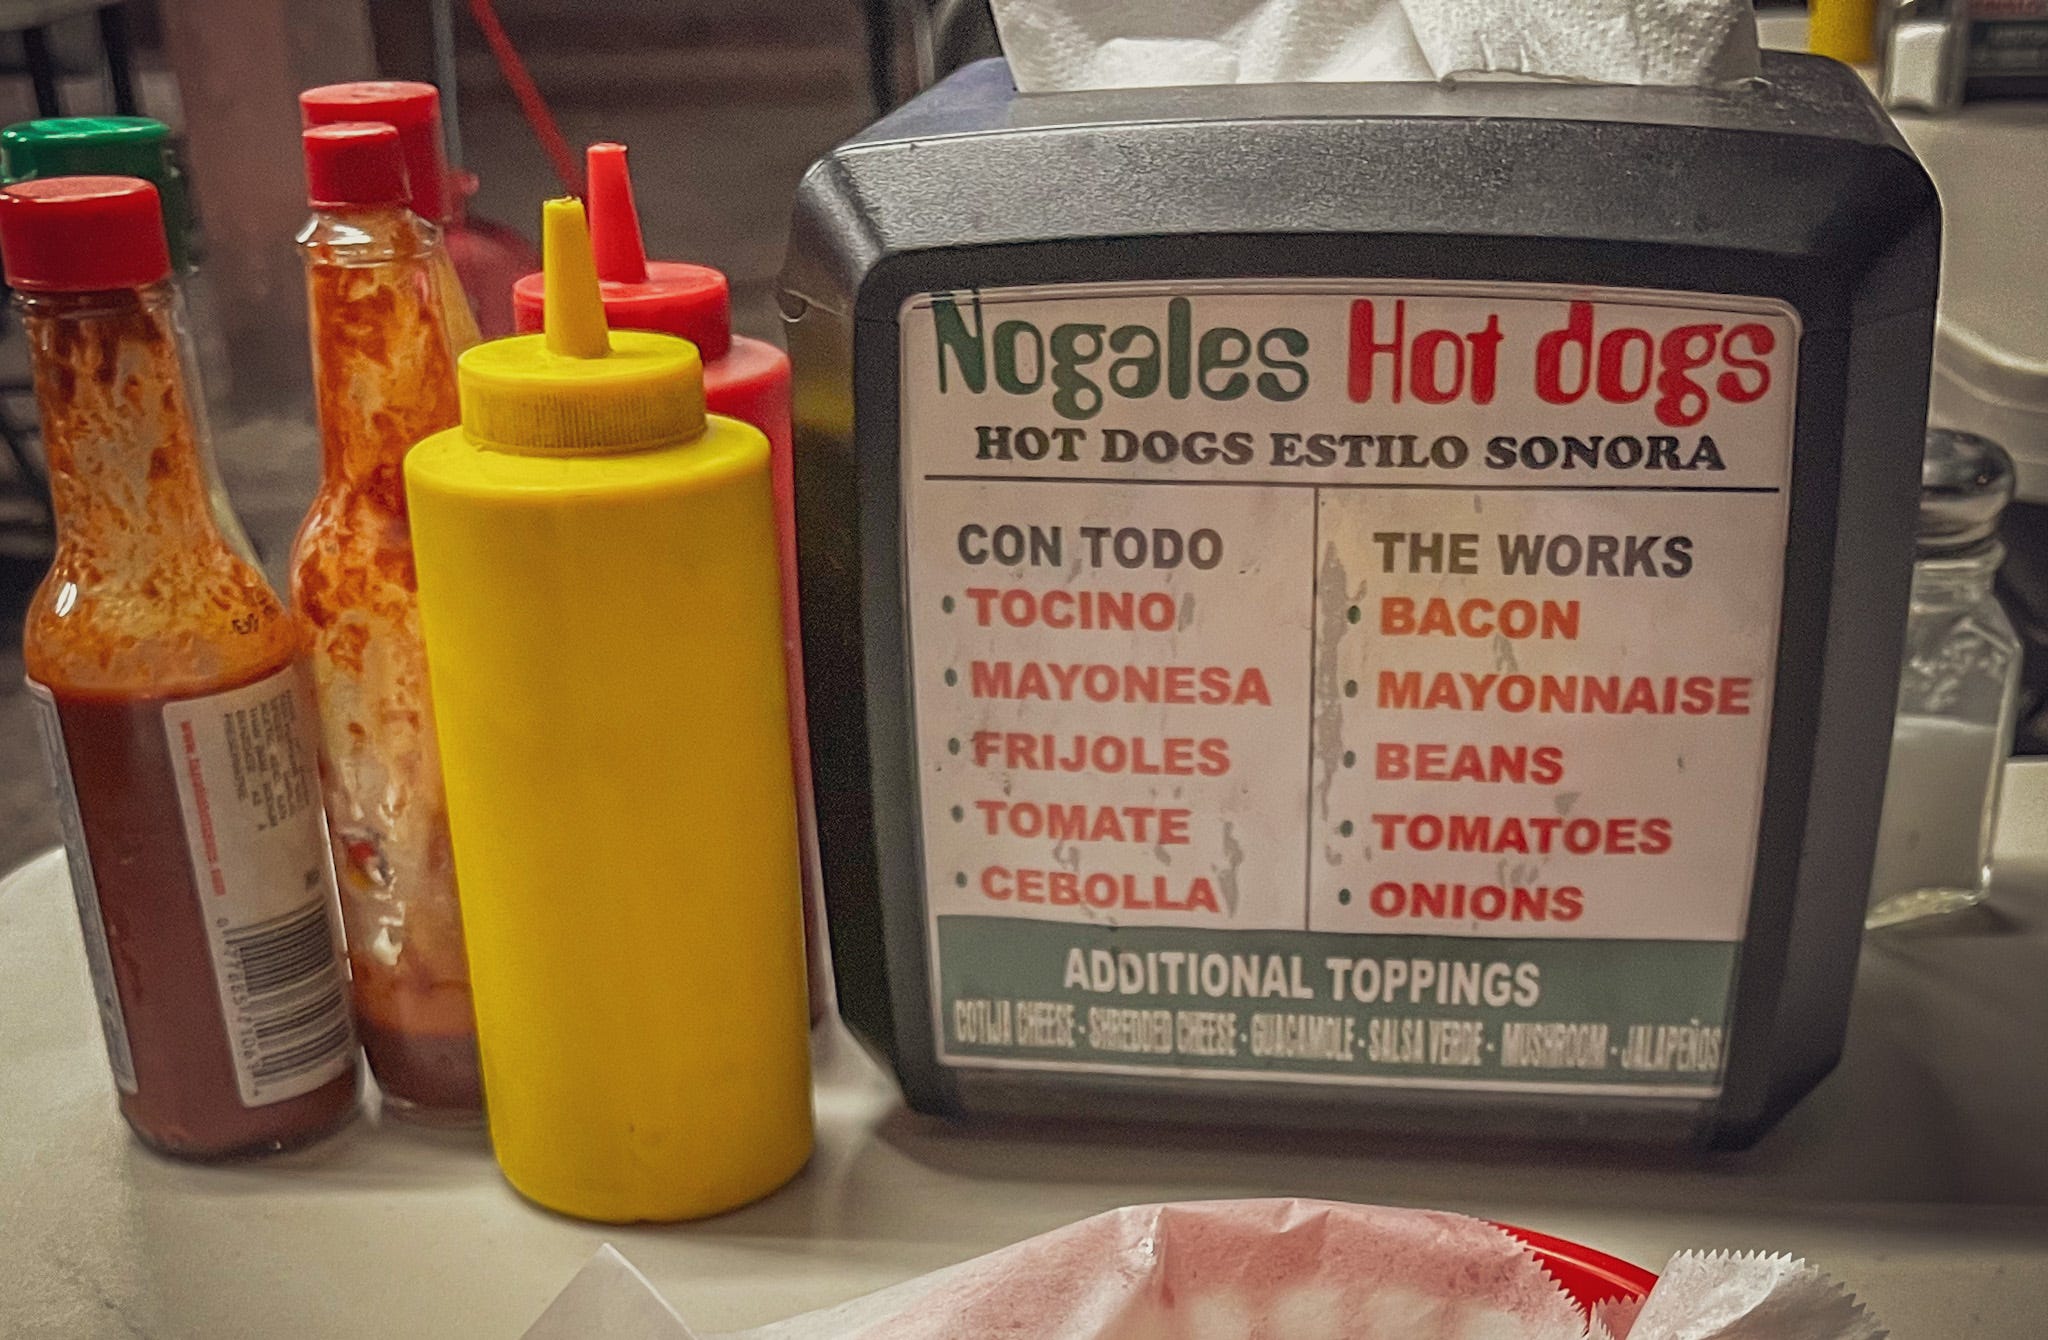 Nogales Hot dogs
HOT DOGS ESTILO SONORA
CON TODO
• TOCINO
• MAYONESA
• FRIJOLES
• TOMATE
• CEBOLLA
THE WORKS
• BACON
• MAYONNAISE
• BEANS
• TOMATOES
• ONIONS
ADDITIONAL TOPPINGS
COTIJA CHEESE - SHREDDED CHEESE - GUACAMOLE - SALSA VERDE - MUSHROOM - JALAPEÑOS